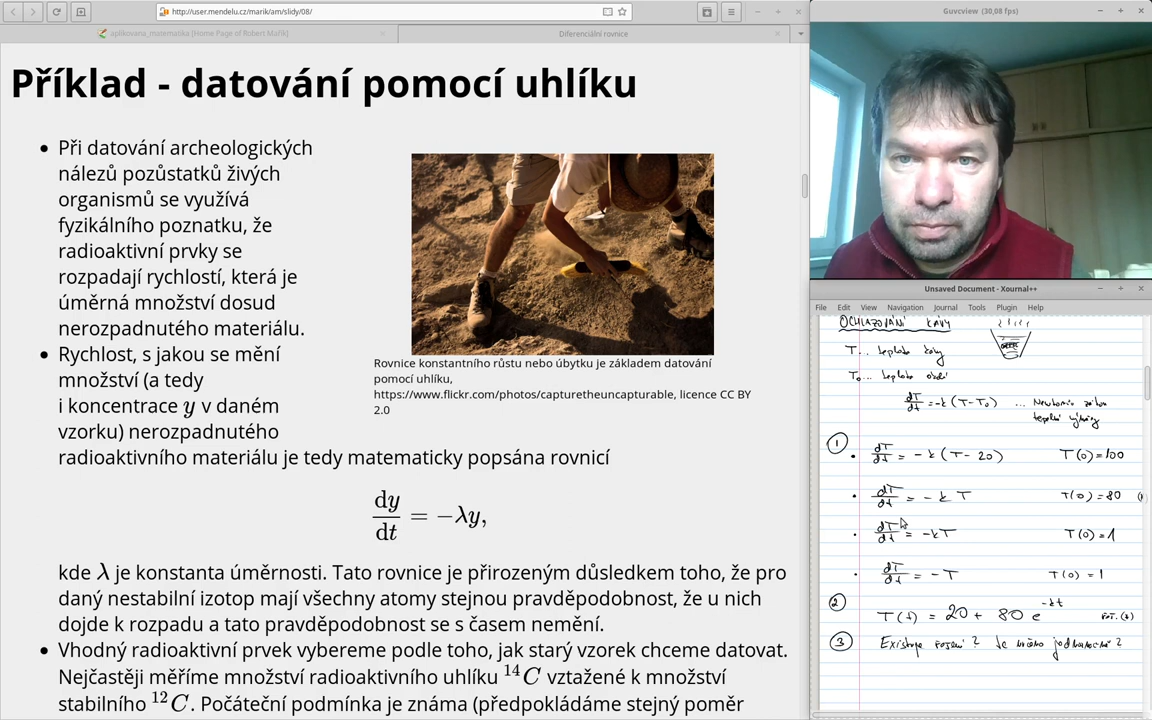 http://user.mendelu.cz/marik/am/slidy/08/
aplikovana_matematika [Home Page of Robert Mařík]
Diferenciální rovnice
Příklad - datování pomocí uhlíku
• Při datování archeologických
nálezů pozůstatků živých
organismů se využívá
fyzikálního poznatku, že
radioaktivní prvky se
rozpadají rychlostí, která je
úměrná množství dosud
nerozpadnutého materiálu.
• Rychlost, s jakou se mění
množství (a tedy
i koncentrace y v daném
vzorku) nerozpadnutého
radioaktivního materiálu je tedy matematicky popsána rovnicí
Rovnice konstantního růstu nebo úbytku je základem datování
pomocí uhlíku,
https://www.flickr.com/photos/capturetheuncapturable, licence CC BY
2.0
dy/dt = −λy,
kde λ je konstanta úměrnosti. Tato rovnice je přirozeným důsledkem toho, že pro
daný nestabilní izotop mají všechny atomy stejnou pravděpodobnost, že u nich
dojde k rozpadu a tato pravděpodobnost se s časem nemění.
• Vhodný radioaktivní prvek vybereme podle toho, jak starý vzorek chceme datovat.
Nejčastěji měříme množství radioaktivního uhlíku ¹⁴C vztažené k množství
stabilního ¹²C. Počáteční podmínka je známa (předpokládáme stejný poměr
Guvcview (30,08 fps)
Unsaved Document - Xournal++
File Edit View Navigation Journal Tools Plugin Help
OCHLAZOVÁNÍ KÁVY
T... teplota kávy
T₀... teplota okolí
dT/dt = -k(T-T₀) ... Newtonův zákon
tepelné výměny
① • dT/dt = -k(T-20) T(0)=100
• dT/dt = -k T T(0)=80
• dT/dt = -kT T(0)=1
• dT/dt = -T T(0)=1
② T(t) = 20 + 80 e^(-kt)
③ Existuje řešení? Je určeno jednoznačně?